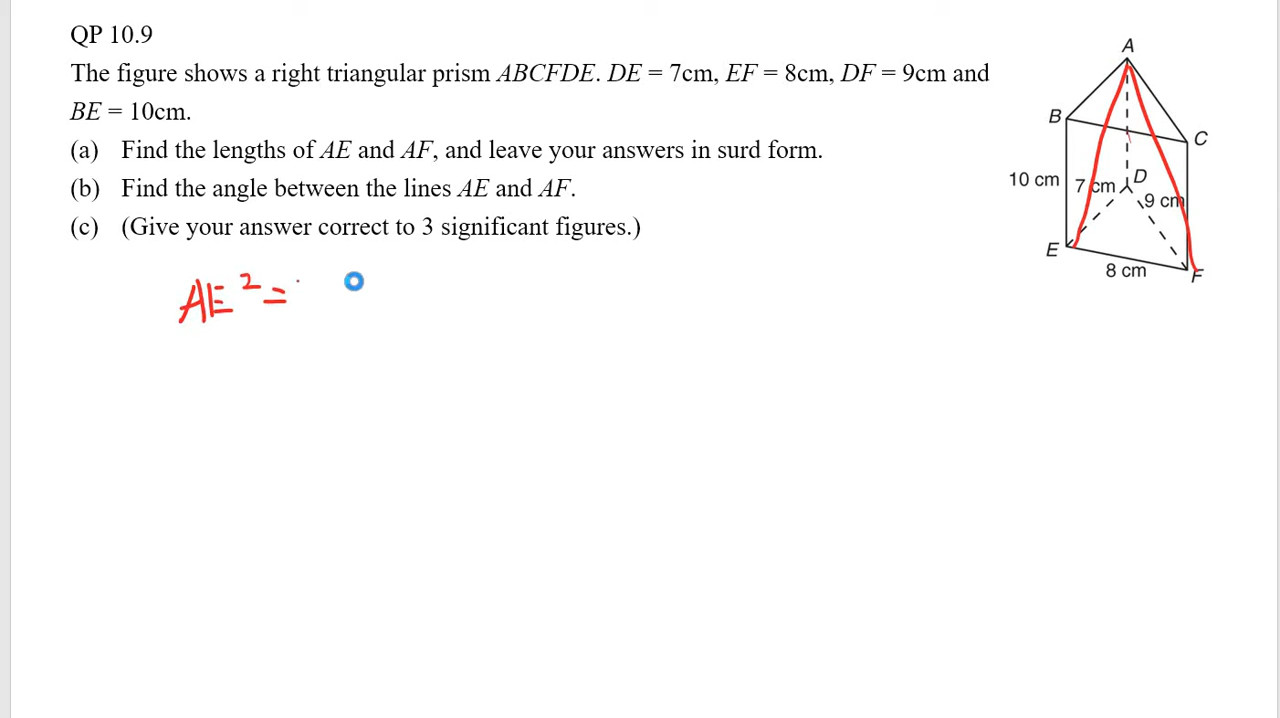 QP 10.9
The figure shows a right triangular prism ABCFDE. DE = 7cm, EF = 8cm, DF = 9cm and
BE = 10cm.
(a) Find the lengths of AE and AF, and leave your answers in surd form.
(b) Find the angle between the lines AE and AF.
(c) (Give your answer correct to 3 significant figures.)
A
B
C
10 cm
7 cm
D
9 cm
E
8 cm
F
AE² =